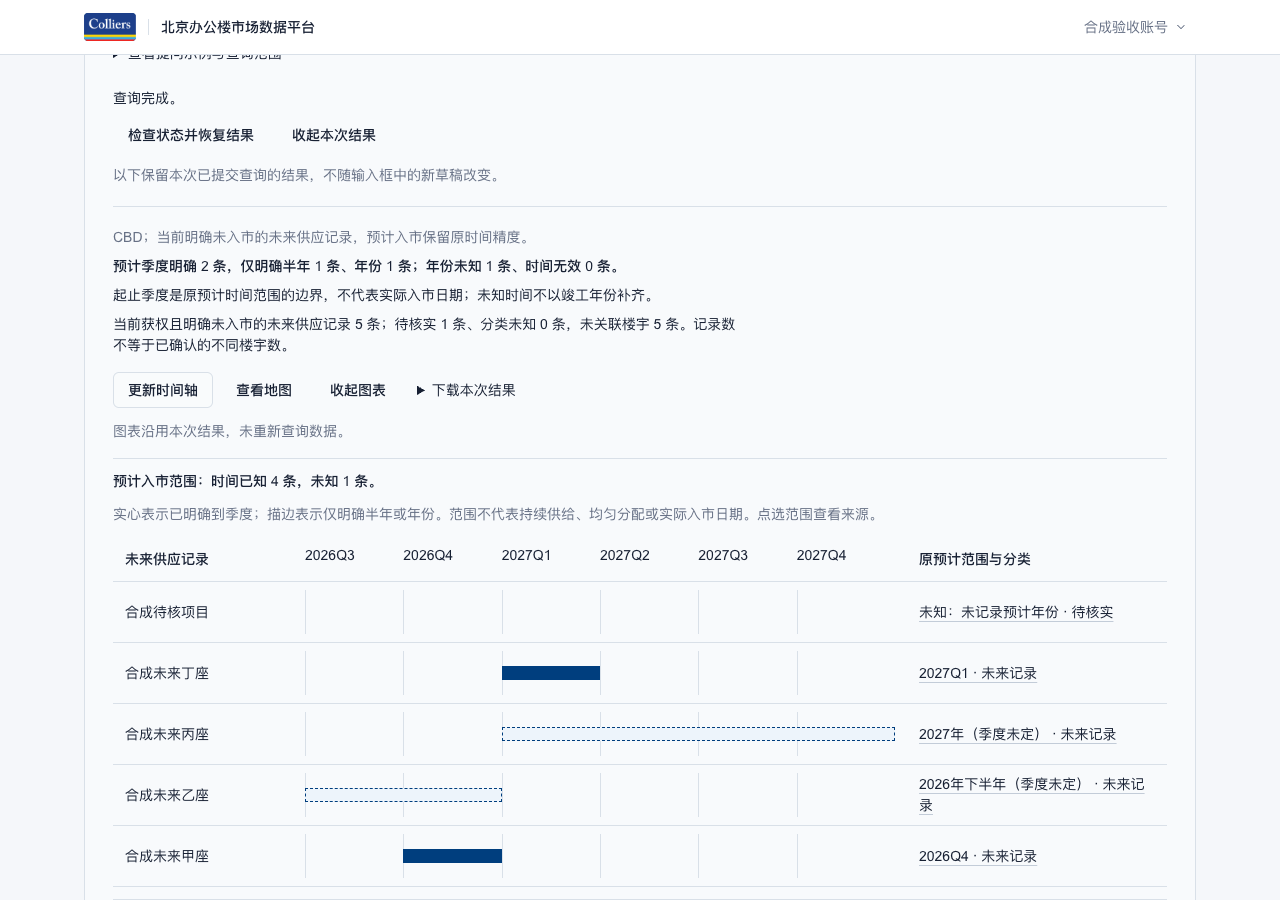 Colliers
北京办公楼市场数据平台
合成验收账号
查看提问示例与查询范围
查询完成。
检查状态并恢复结果
收起本次结果
以下保留本次已提交查询的结果，不随输入框中的新草稿改变。
CBD；当前明确未入市的未来供应记录，预计入市保留原时间精度。
预计季度明确 2 条，仅明确半年 1 条、年份 1 条；年份未知 1 条、时间无效 0 条。
起止季度是原预计时间范围的边界，不代表实际入市日期；未知时间不以竣工年份补齐。
当前获权且明确未入市的未来供应记录 5 条；待核实 1 条、分类未知 0 条，未关联楼宇 5 条。记录数
不等于已确认的不同楼宇数。
更新时间轴
查看地图
收起图表
下载本次结果
图表沿用本次结果，未重新查询数据。
预计入市范围：时间已知 4 条，未知 1 条。
实心表示已明确到季度；描边表示仅明确半年或年份。范围不代表持续供给、均匀分配或实际入市日期。点选范围查看来源。
未来供应记录
2026Q3
2026Q4
2027Q1
2027Q2
2027Q3
2027Q4
原预计范围与分类
合成待核项目
未知：未记录预计年份 · 待核实
合成未来丁座
2027Q1 · 未来记录
合成未来丙座
2027年（季度未定） · 未来记录
合成未来乙座
2026年下半年（季度未定） · 未来记
录
合成未来甲座
2026Q4 · 未来记录